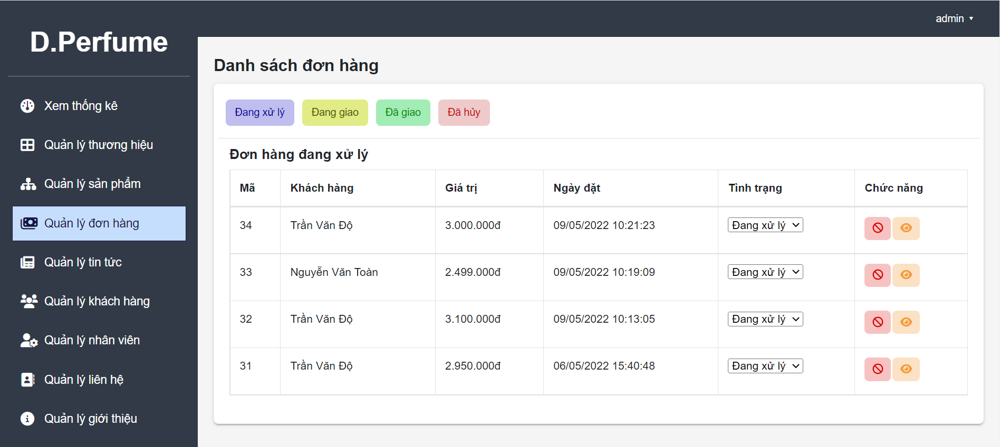 admin
D.Perfume
Xem thống kê
Quản lý thương hiệu
Quản lý sản phẩm
Quản lý đơn hàng
Quản lý tin tức
Quản lý khách hàng
Quản lý nhân viên
Quản lý liên hệ
Quản lý giới thiệu
Danh sách đơn hàng
Đang xử lý Đang giao Đã giao Đã hủy
Đơn hàng đang xử lý
Mã Khách hàng Giá trị Ngày đặt Tình trạng Chức năng
34 Trần Văn Độ 3.000.000đ 09/05/2022 10:21:23 Đang xử lý
33 Nguyễn Văn Toàn 2.499.000đ 09/05/2022 10:19:09 Đang xử lý
32 Trần Văn Độ 3.100.000đ 09/05/2022 10:13:05 Đang xử lý
31 Trần Văn Độ 2.950.000đ 06/05/2022 15:40:48 Đang xử lý